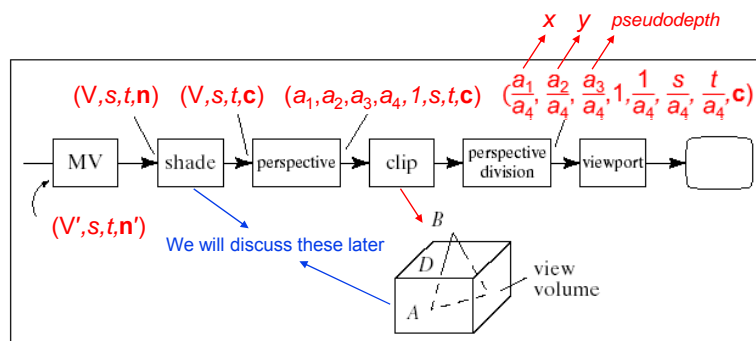 x y pseudodepth
(V,s,t,n) (V,s,t,c) (a₁,a₂,a₃,a₄,1,s,t,c) (a₁/a₄, a₂/a₄, a₃/a₄, 1, 1/a₄, s/a₄, t/a₄, c)
MV shade perspective clip perspective division viewport
(V′,s,t,n′)
We will discuss these later
B
D
A
view
volume